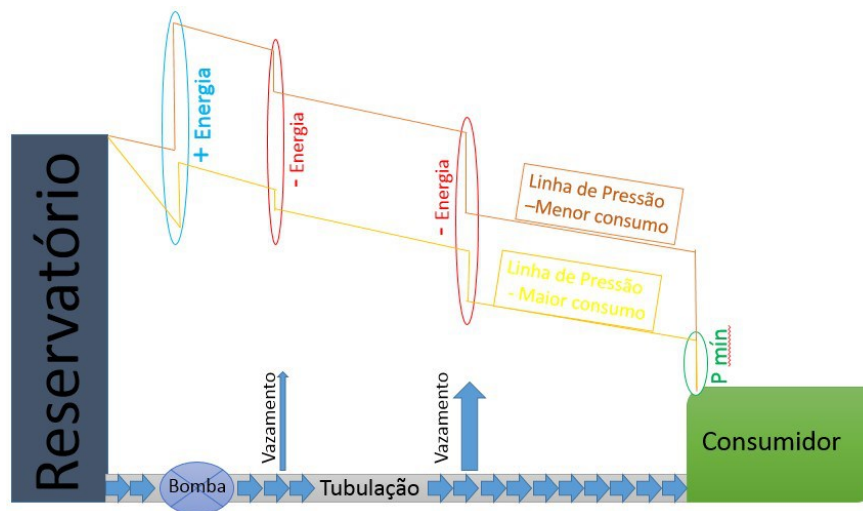 Reservatório
+ Energia
- Energia
- Energia
Linha de Pressão
–Menor consumo
Linha de Pressão
- Maior consumo
P mín
Vazamento
Vazamento
Bomba
Tubulação
Consumidor